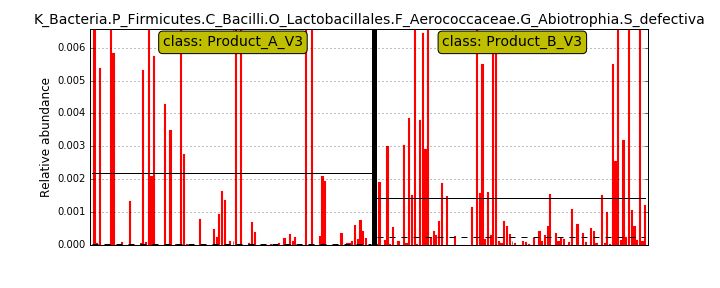 K_Bacteria.P_Firmicutes.C_Bacilli.O_Lactobacillales.F_Aerococcaceae.G_Abiotrophia.S_defectiva
class: Product_A_V3 class: Product_B_V3
Relative abundance
0.006
0.005
0.004
0.003
0.002
0.001
0.000